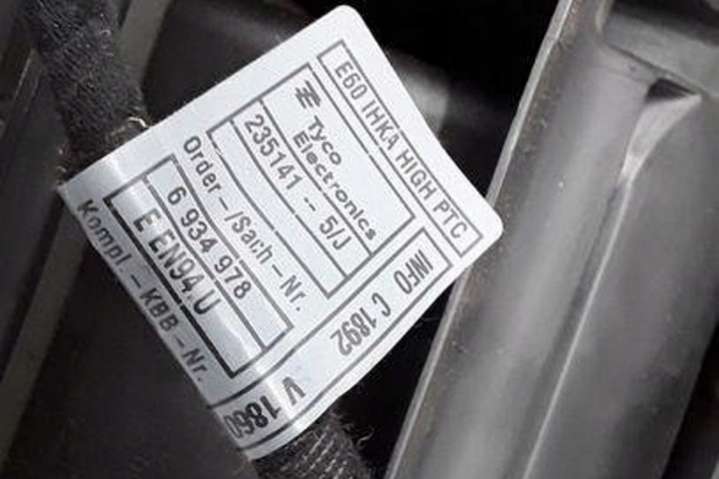 E60 IHKA HIGH PTC
Tyco
Electronics
235141 -- 5/J
Order-/Sach-Nr.
6 934 978
E EN94.U
Kompl.-KBB-Nr.
INFO C 1892
V 1860